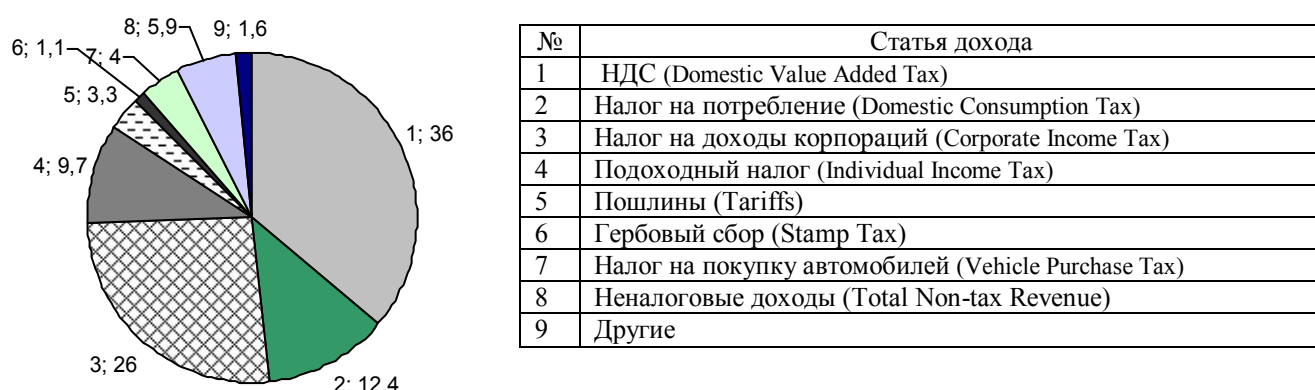 8; 5,9
9; 1,6
6; 1,1
7; 4
5; 3,3
4; 9,7
1; 36
3; 26
2; 12,4
№ Статья дохода
1 НДС (Domestic Value Added Tax)
2 Налог на потребление (Domestic Consumption Tax)
3 Налог на доходы корпораций (Corporate Income Tax)
4 Подоходный налог (Individual Income Tax)
5 Пошлины (Tariffs)
6 Гербовый сбор (Stamp Tax)
7 Налог на покупку автомобилей (Vehicle Purchase Tax)
8 Неналоговые доходы (Total Non-tax Revenue)
9 Другие